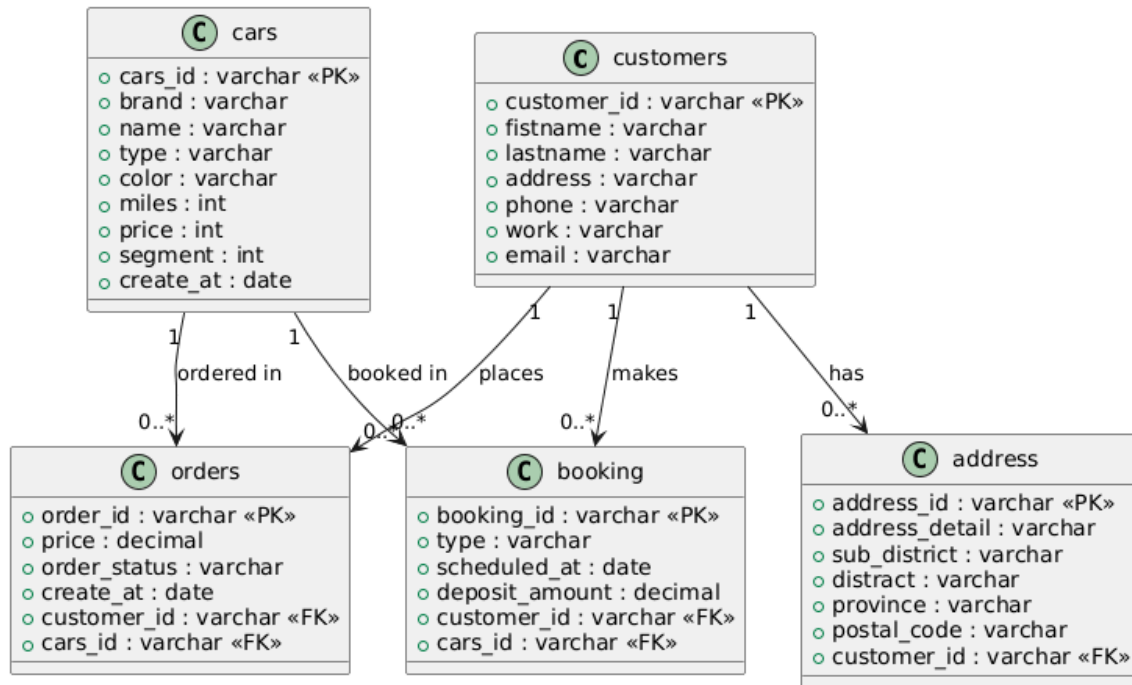 C cars
cars_id : varchar «PK»
brand : varchar
name : varchar
type : varchar
color : varchar
miles : int
price : int
segment : int
create_at : date
C customers
customer_id : varchar «PK»
fistname : varchar
lastname : varchar
address : varchar
phone : varchar
work : varchar
email : varchar
1
1
1
1
1
ordered in
booked in
places
makes
has
0..*
0..*
0..*
0..*
0..*
C orders
order_id : varchar «PK»
price : decimal
order_status : varchar
create_at : date
customer_id : varchar «FK»
cars_id : varchar «FK»
C booking
booking_id : varchar «PK»
type : varchar
scheduled_at : date
deposit_amount : decimal
customer_id : varchar «FK»
cars_id : varchar «FK»
C address
address_id : varchar «PK»
address_detail : varchar
sub_district : varchar
distract : varchar
province : varchar
postal_code : varchar
customer_id : varchar «FK»